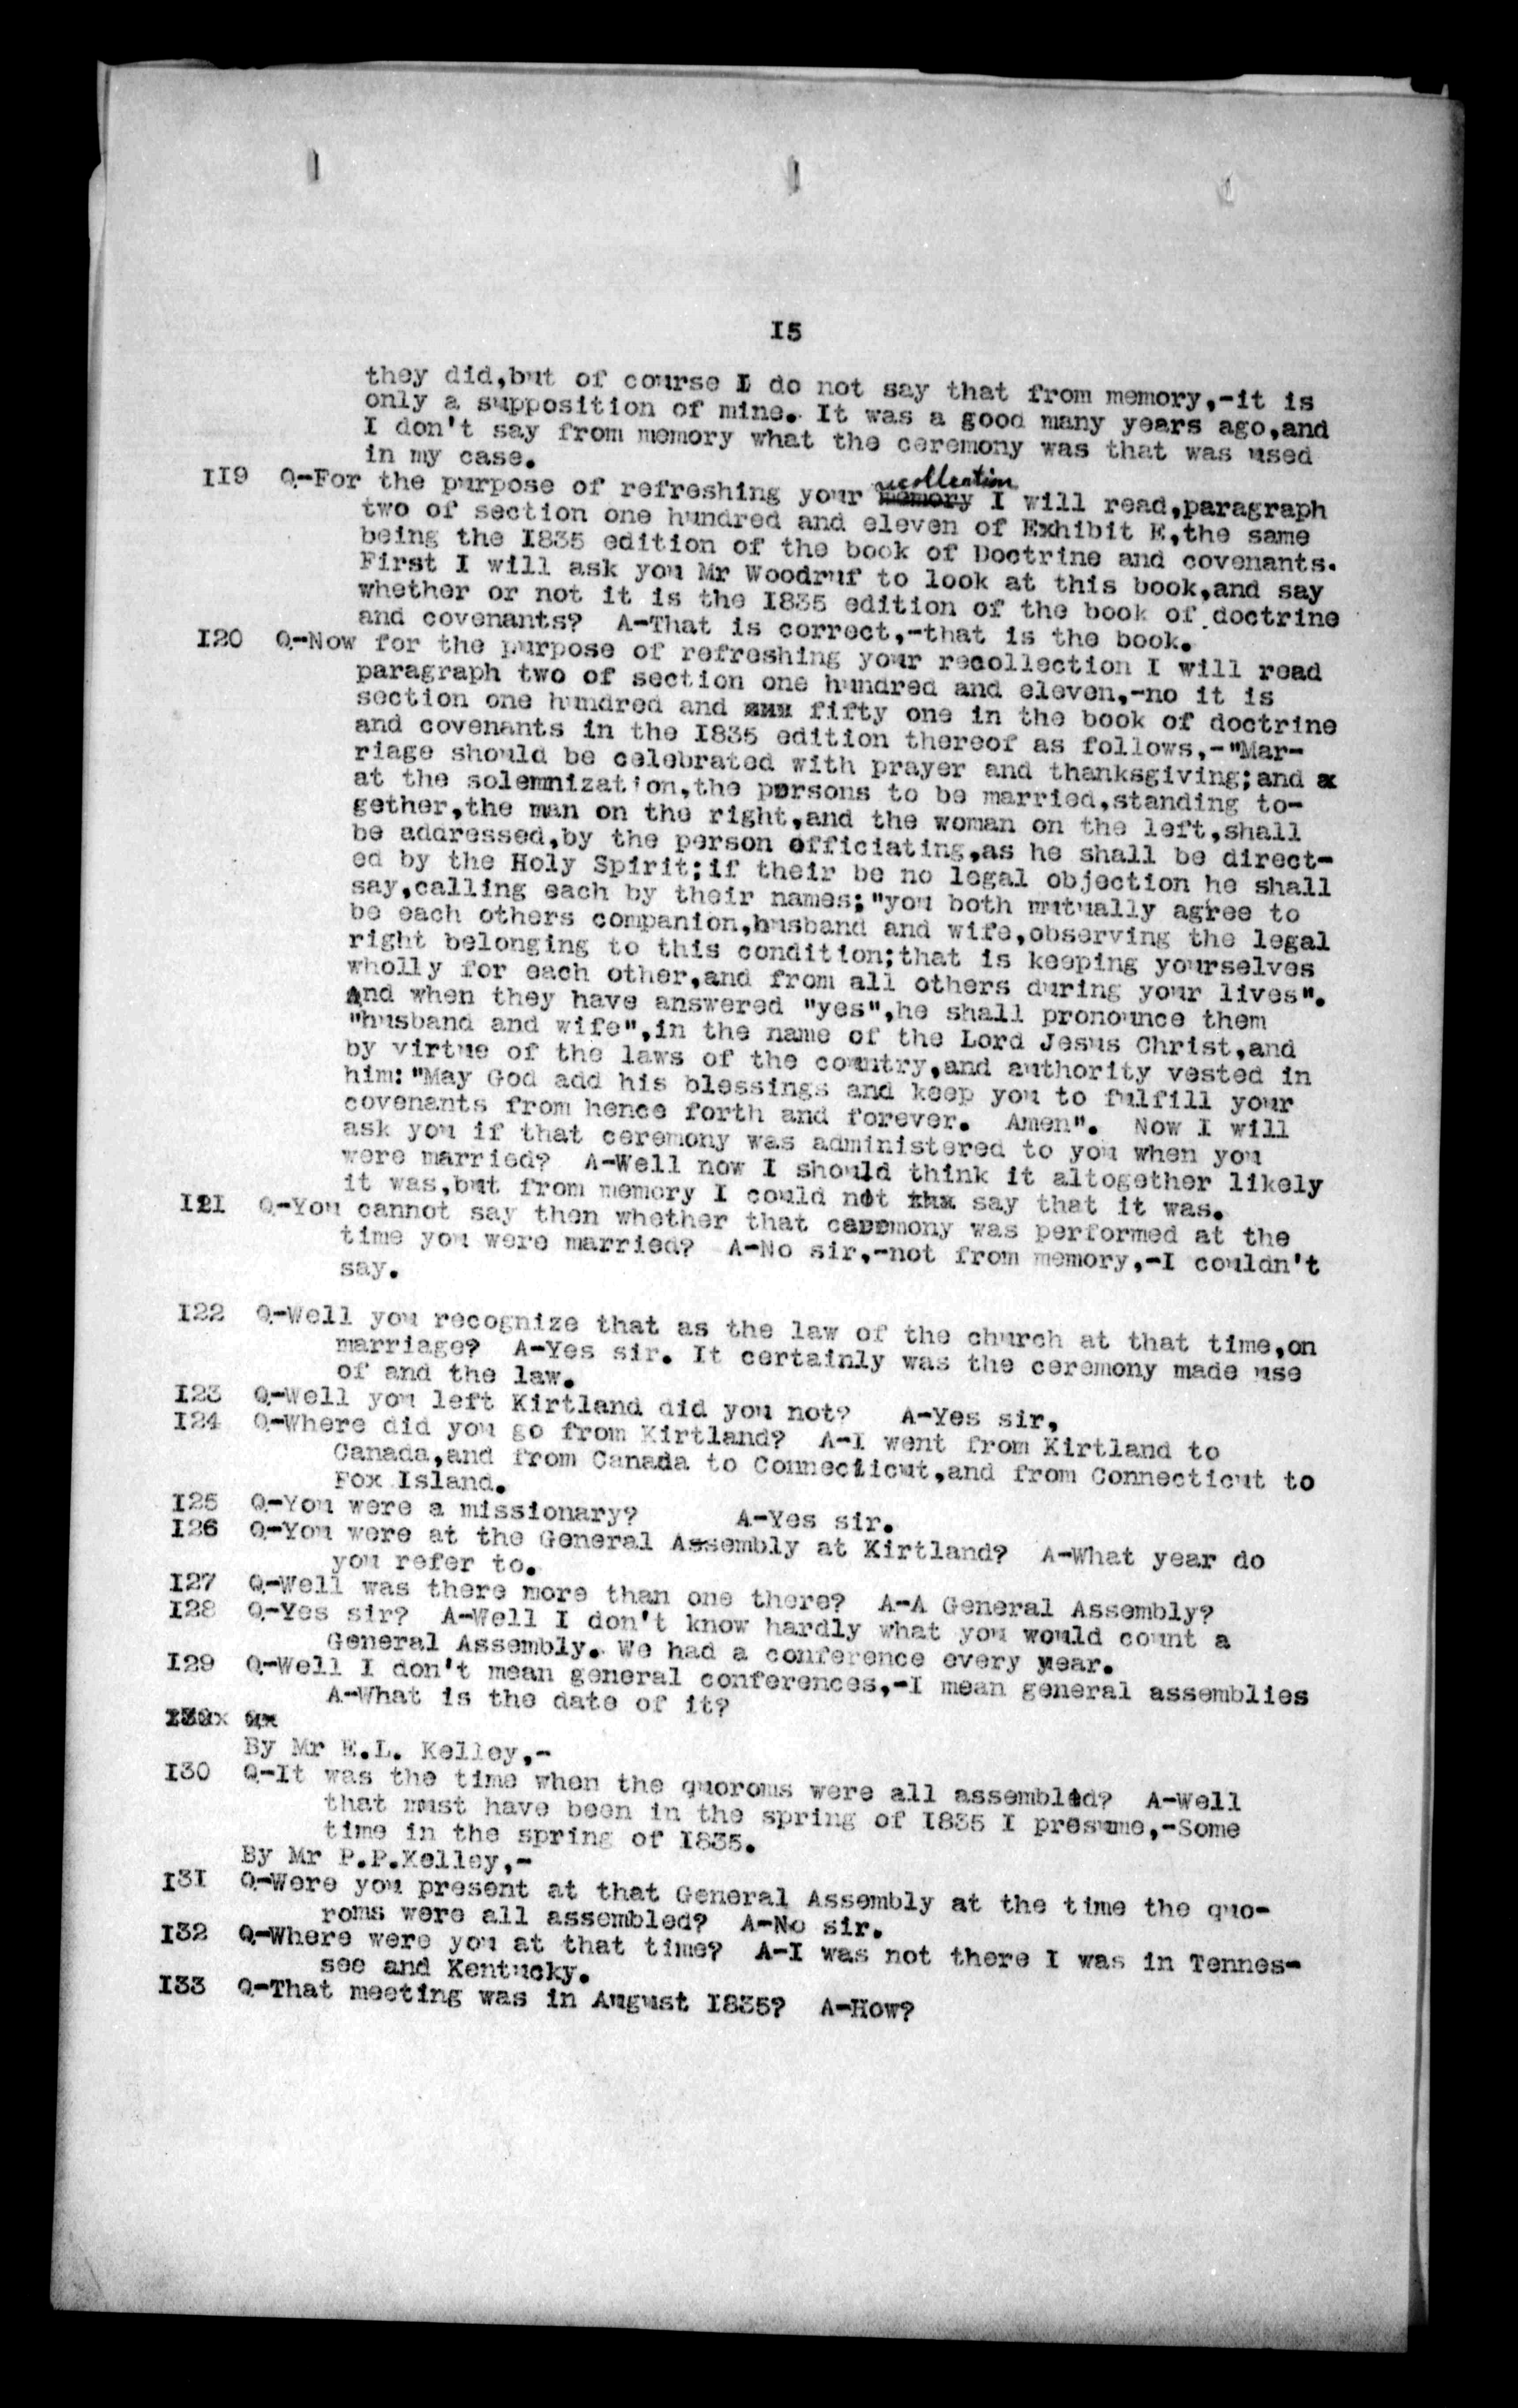 I5
they did,but of course I do not say that from memory,-it is
only a supposition of mine. It was a good many years ago,and
I don't say from memory what the ceremony was that was used
in my case.
recollection
II9 Q-For the purpose of refreshing your memory I will read,paragraph
two of section one hundred and eleven of Exhibit E,the same
being the I835 edition of the book of Doctrine and covenants.
First I will ask you Mr Woodruf to look at this book,and say
whether or not it is the I835 edition of the book of doctrine
and covenants? A-That is correct,-that is the book.
I20 Q-Now for the purpose of refreshing your recollection I will read
paragraph two of section one hundred and eleven,-no it is
section one hundred and fifty one in the book of doctrine
and covenants in the I835 edition thereof as follows,-"Mar-
riage should be celebrated with prayer and thanksgiving;and
at the solemnization,the persons to be married,standing to-
gether,the man on the right,and the woman on the left,shall
be addressed,by the person officiating,as he shall be direct-
ed by the Holy Spirit;if their be no legal objection he shall
say,calling each by their names;"you both mutually agree to
be each others companion,husband and wife,observing the legal
right belonging to this condition;that is keeping yourselves
wholly for each other,and from all others during your lives".
And when they have answered "yes",he shall pronounce them
"husband and wife",in the name of the Lord Jesus Christ,and
by virtue of the laws of the country,and authority vested in
him:"May God add his blessings and keep you to fulfill your
covenants from hence forth and forever. Amen". Now I will
ask you if that ceremony was administered to you when you
were married? A-Well now I should think it altogether likely
it was,but from memory I could not say that it was.
I21 Q-You cannot say then whether that ceremony was performed at the
time you were married? A-No sir,-not from memory,-I couldn't
say.
I22 Q-Well you recognize that as the law of the church at that time,on
marriage? A-Yes sir. It certainly was the ceremony made use
of and the law.
I23 Q-Well you left Kirtland did you not? A-Yes sir,
I24 Q-Where did you go from Kirtland? A-I went from Kirtland to
Canada,and from Canada to Connecticut,and from Connecticut to
Fox Island.
I25 Q-You were a missionary? A-Yes sir.
I26 Q-You were at the General Assembly at Kirtland? A-What year do
you refer to.
I27 Q-Well was there more than one there? A-A General Assembly?
I28 Q-Yes sir? A-Well I don't know hardly what you would count a
General Assembly. We had a conference every year.
I29 Q-Well I don't mean general conferences,-I mean general assemblies
A-What is the date of it?
By Mr E.L. Kelley,-
I30 Q-It was the time when the quoroms were all assembled? A-Well
that must have been in the spring of I835 I presume,-Some
time in the spring of I835.
By Mr P.P.Kelley,-
I31 Q-Were you present at that General Assembly at the time the quo-
roms were all assembled? A-No sir.
I32 Q-Where were you at that time? A-I was not there I was in Tennes-
see and Kentucky.
I33 Q-That meeting was in August I835? A-How?